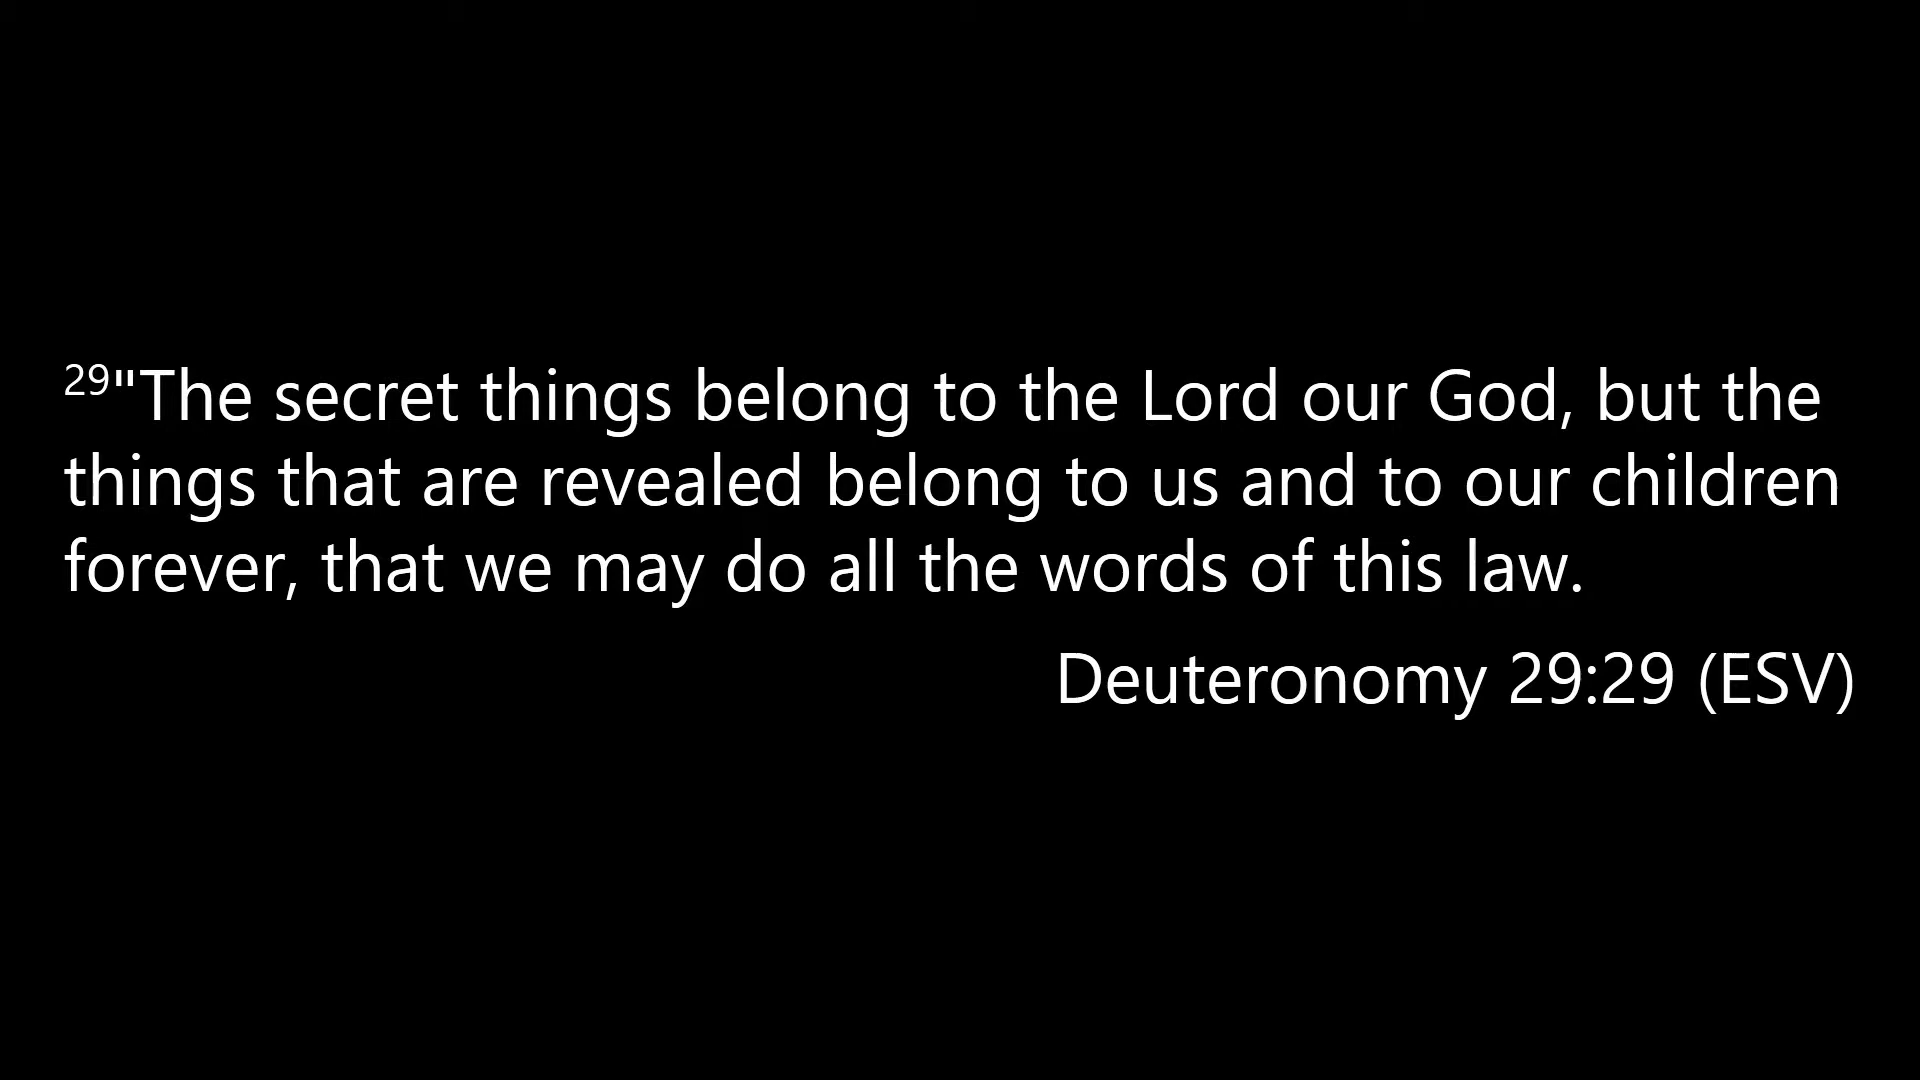 29"The secret things belong to the Lord our God, but the
things that are revealed belong to us and to our children
forever, that we may do all the words of this law.
Deuteronomy 29:29 (ESV)